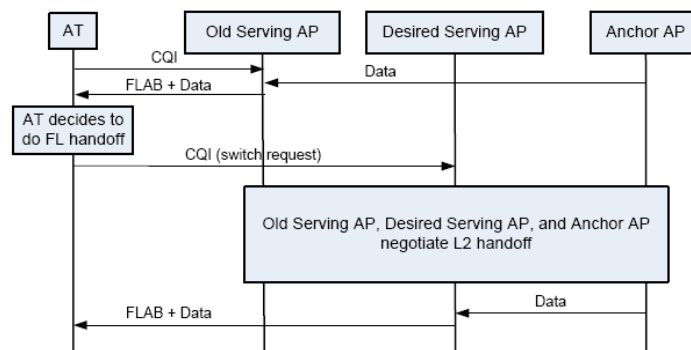 AT
Old Serving AP
Desired Serving AP
Anchor AP
CQI
Data
FLAB + Data
AT decides to
do FL handoff
CQI (switch request)
Old Serving AP, Desired Serving AP, and Anchor AP
negotiate L2 handoff
Data
FLAB + Data